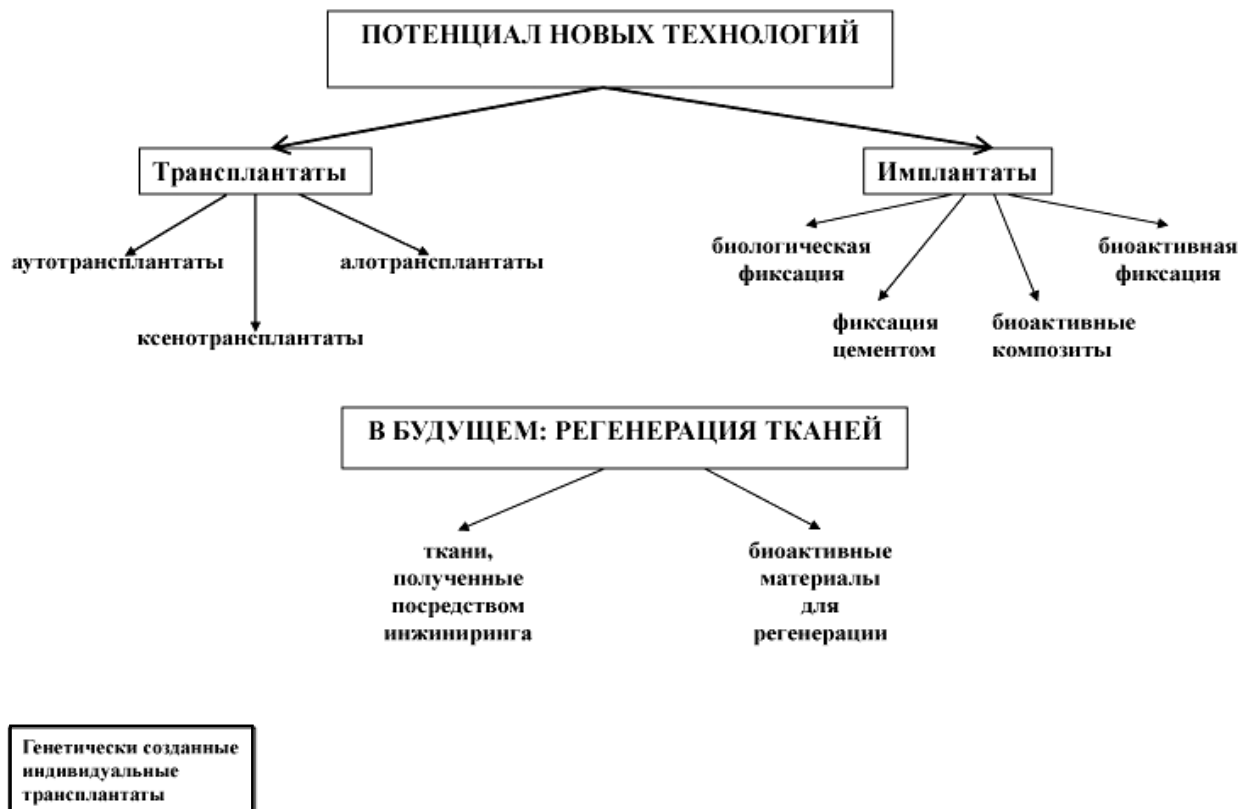 ПОТЕНЦИАЛ НОВЫХ ТЕХНОЛОГИЙ
Трансплантаты
Имплантаты
аутотрансплантаты
алотрансплантаты
ксенотрансплантаты
биологическая
фиксация
биоактивная
фиксация
фиксация
цементом
биоактивные
композиты
В БУДУЩЕМ: РЕГЕНЕРАЦИЯ ТКАНЕЙ
ткани,
полученные
посредством
инжиниринга
биоактивные
материалы
для
регенерации
Генетически созданные
индивидуальные
трансплантаты